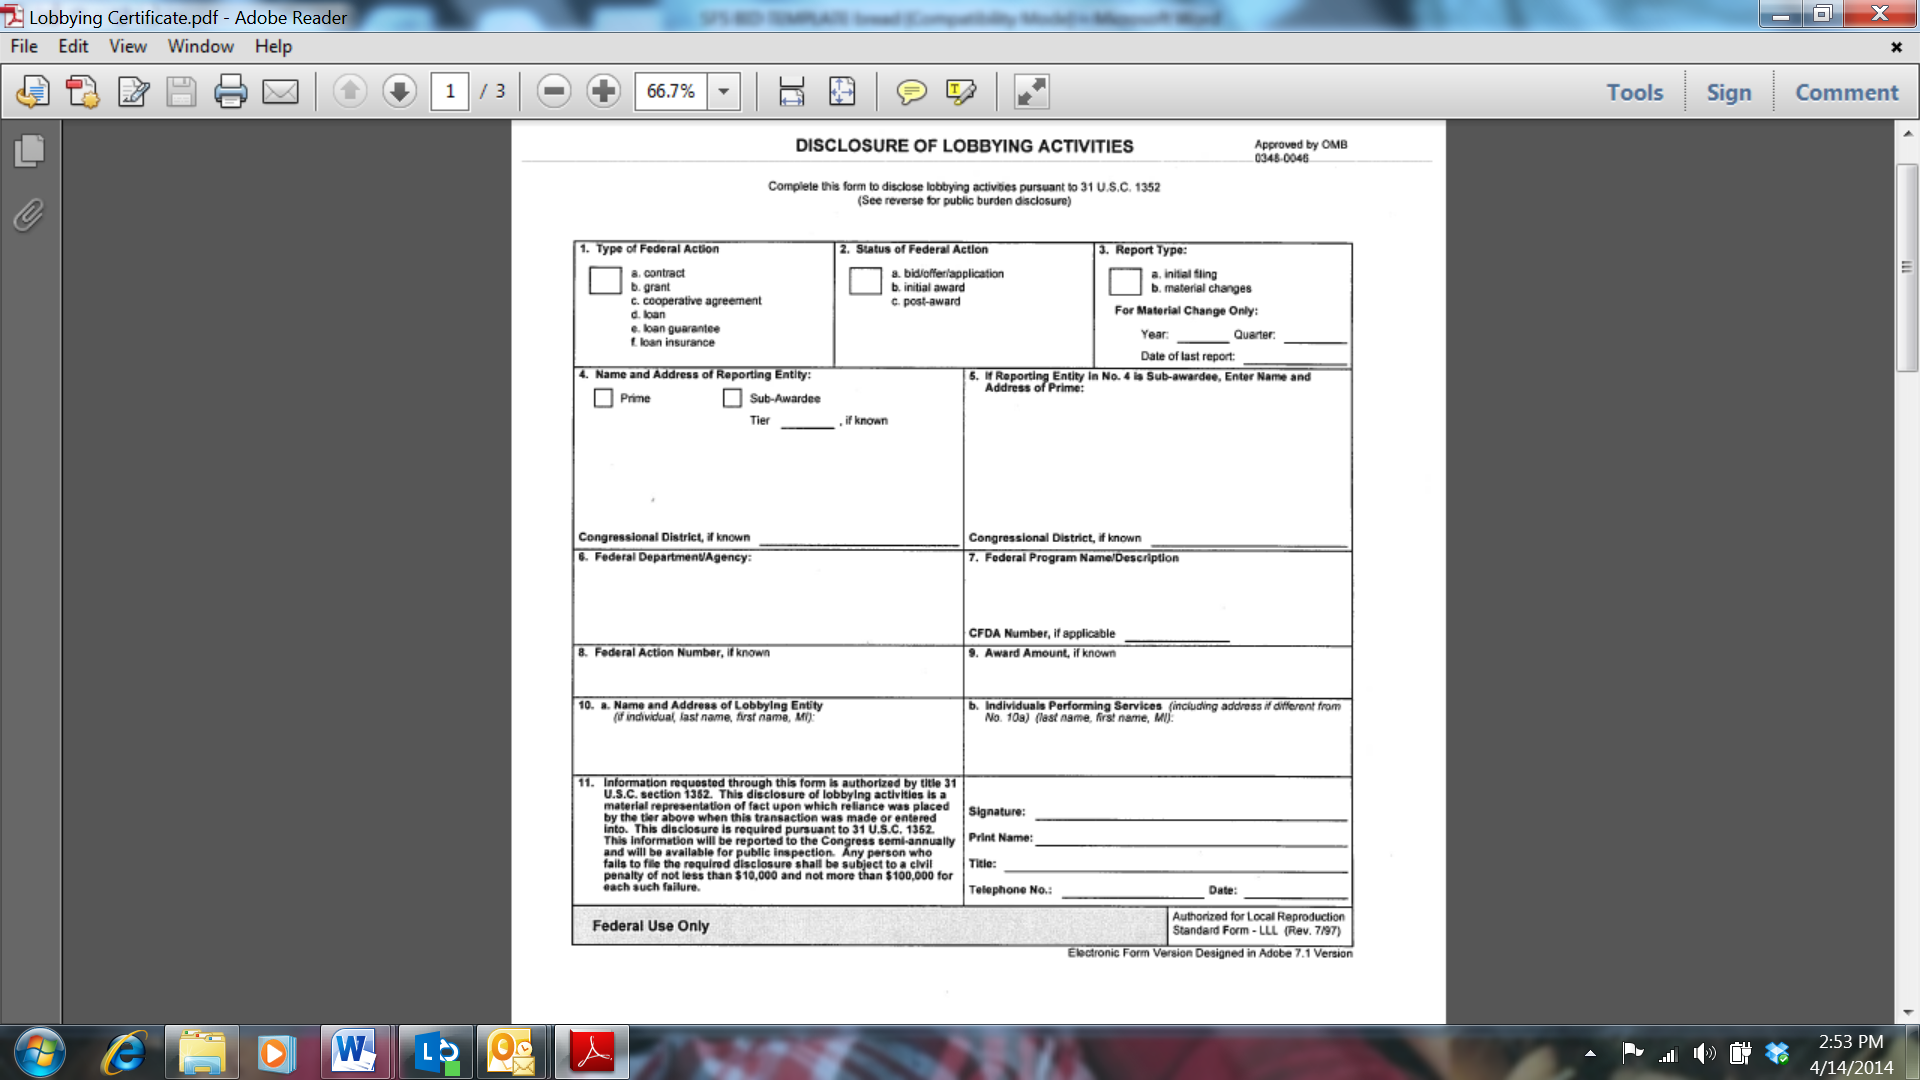 Lobbying Certificate.pdf - Adobe Reader
File Edit View Window Help
1 / 3 66.7% Tools Sign Comment
DISCLOSURE OF LOBBYING ACTIVITIES
Approved by OMB
0348-0046
Complete this form to disclose lobbying activities pursuant to 31 U.S.C. 1352
(See reverse for public burden disclosure)
1. Type of Federal Action
a. contract
b. grant
c. cooperative agreement
d. loan
e. loan guarantee
f. loan insurance
2. Status of Federal Action
a. bid/offer/application
b. initial award
c. post-award
3. Report Type:
a. initial filing
b. material changes
For Material Change Only:
Year: Quarter:
Date of last report:
4. Name and Address of Reporting Entity:
Prime Sub-Awardee
Tier , if known
Congressional District, if known
5. If Reporting Entity in No. 4 is Sub-awardee, Enter Name and
Address of Prime:
Congressional District, if known
6. Federal Department/Agency:
7. Federal Program Name/Description
CFDA Number, if applicable
8. Federal Action Number, if known
9. Award Amount, if known
10. a. Name and Address of Lobbying Entity
(if individual, last name, first name, MI):
b. Individuals Performing Services (including address if different from
No. 10a) (last name, first name, MI):
11. Information requested through this form is authorized by title 31
U.S.C. section 1352. This disclosure of lobbying activities is a
material representation of fact upon which reliance was placed
by the tier above when this transaction was made or entered
into. This disclosure is required pursuant to 31 U.S.C. 1352.
This information will be reported to the Congress semi-annually
and will be available for public inspection. Any person who
fails to file the required disclosure shall be subject to a civil
penalty of not less than $10,000 and not more than $100,000 for
each such failure.
Signature:
Print Name:
Title:
Telephone No.: Date:
Federal Use Only
Authorized for Local Reproduction
Standard Form - LLL (Rev. 7/97)
Electronic Form Version Designed in Adobe 7.1 Version
2:53 PM
4/14/2014